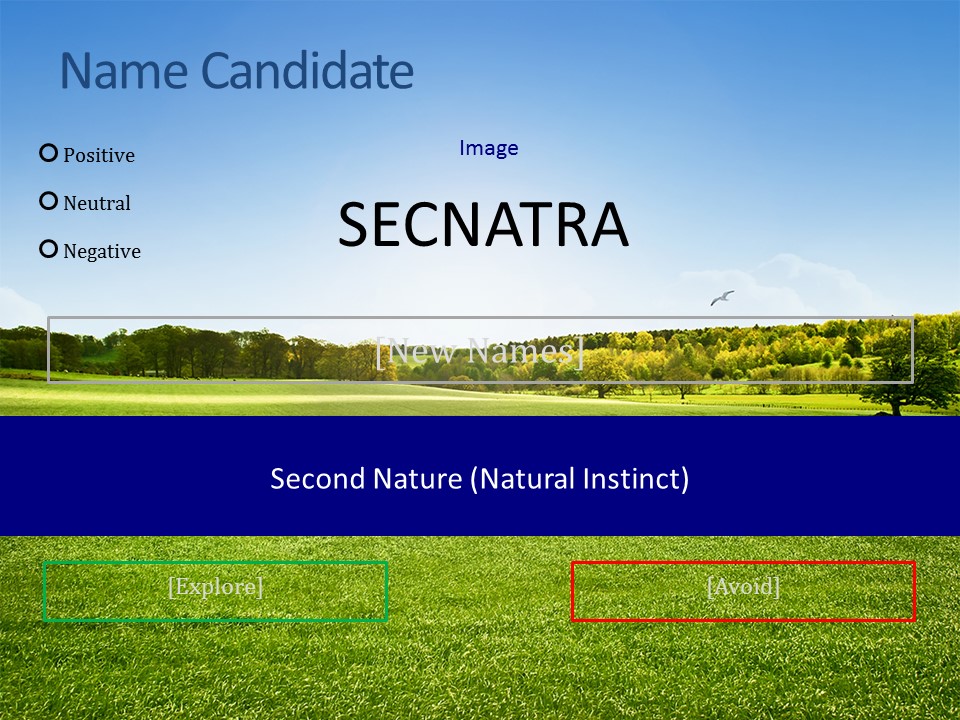 Name Candidate
Positive
Neutral
Negative
Image
SECNATRA
[New Names]
Second Nature (Natural Instinct)
[Explore]
[Avoid]